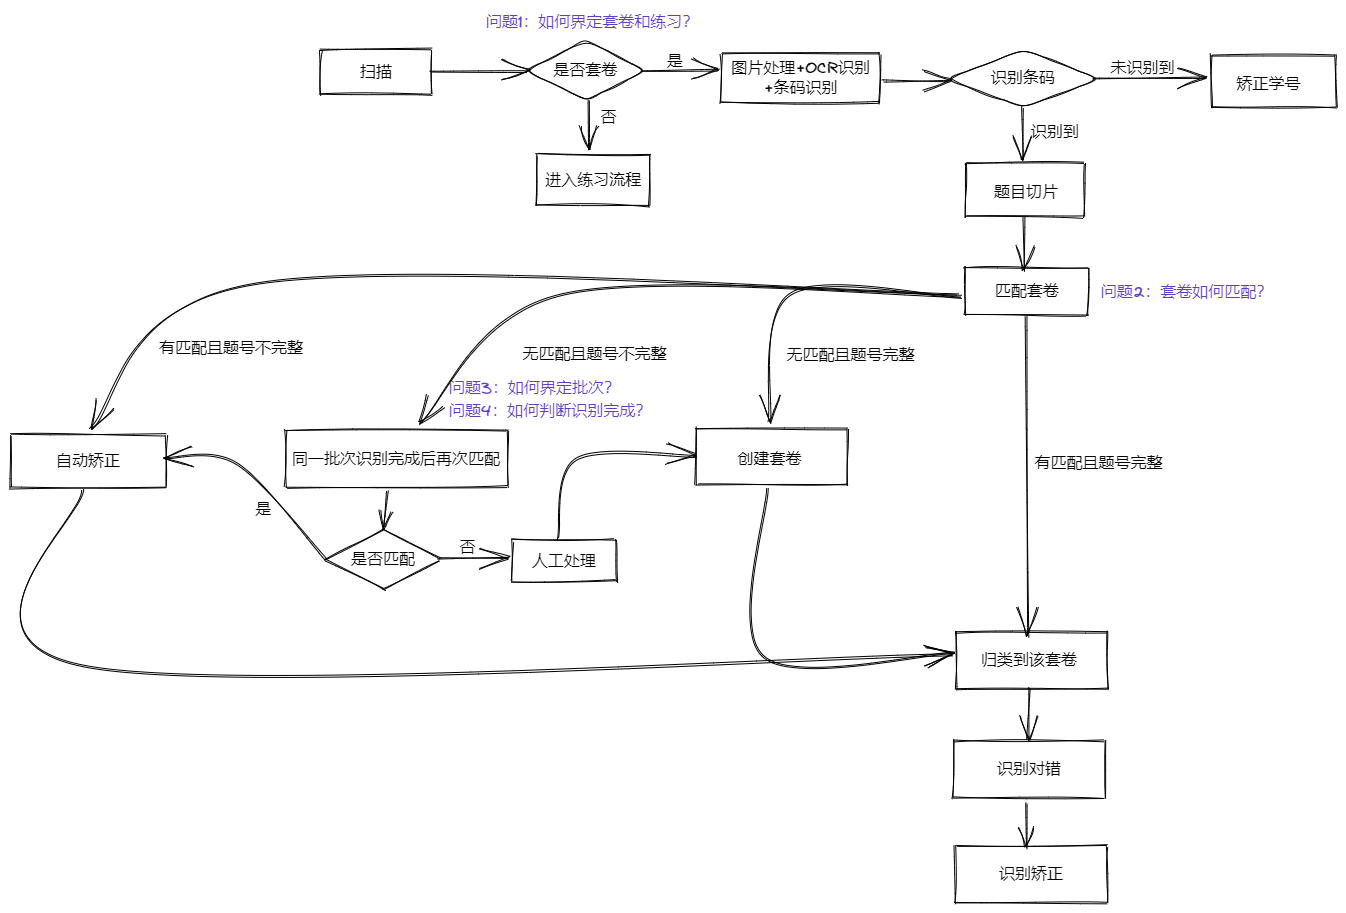 问题1：如何界定套卷和练习？
扫描
是否套卷
是
图片处理+OCR识别
+条码识别
识别条码
未识别到
矫正学号
否
识别到
进入练习流程
题目切片
匹配套卷
问题2：套卷如何匹配？
有匹配且题号不完整
无匹配且题号不完整
无匹配且题号完整
问题3：如何界定批次？
问题4：如何判断识别完成？
自动矫正
同一批次识别完成后再次匹配
创建套卷
有匹配且题号完整
是
是否匹配
否
人工处理
归类到该套卷
识别对错
识别矫正